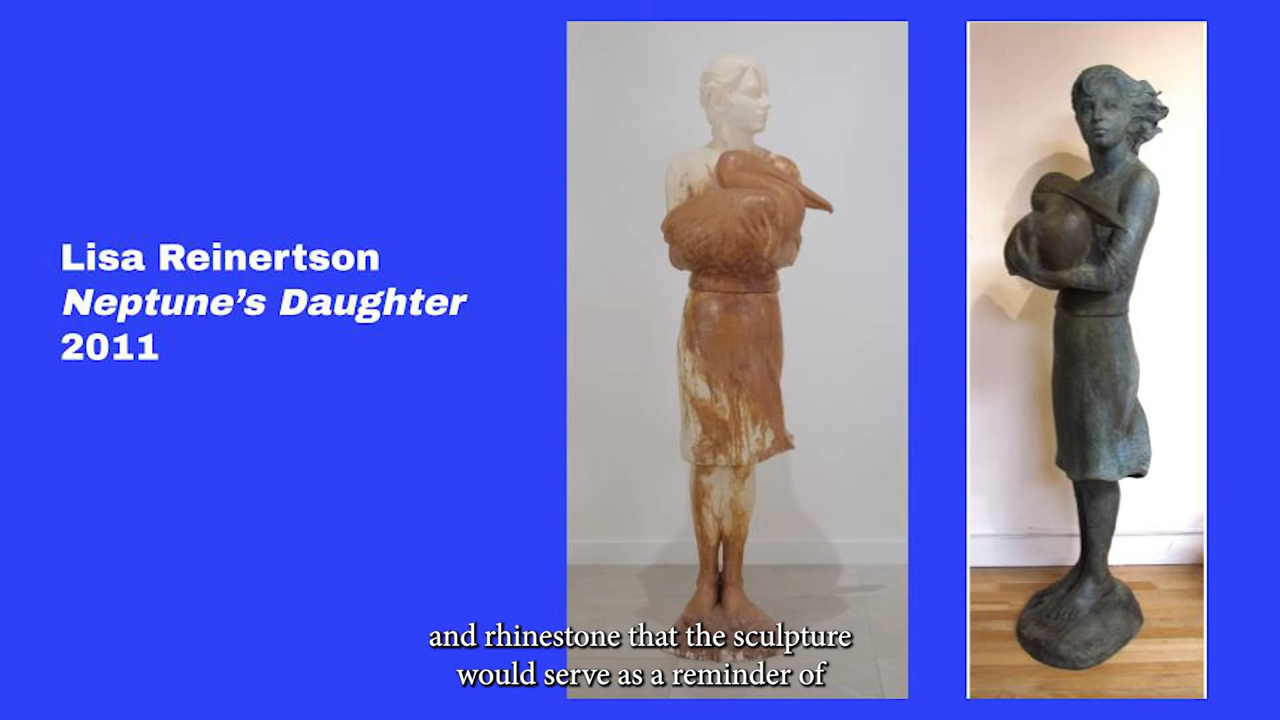 Lisa Reinertson
Neptune’s Daughter
2011
and rhinestone that the sculpture
would serve as a reminder of